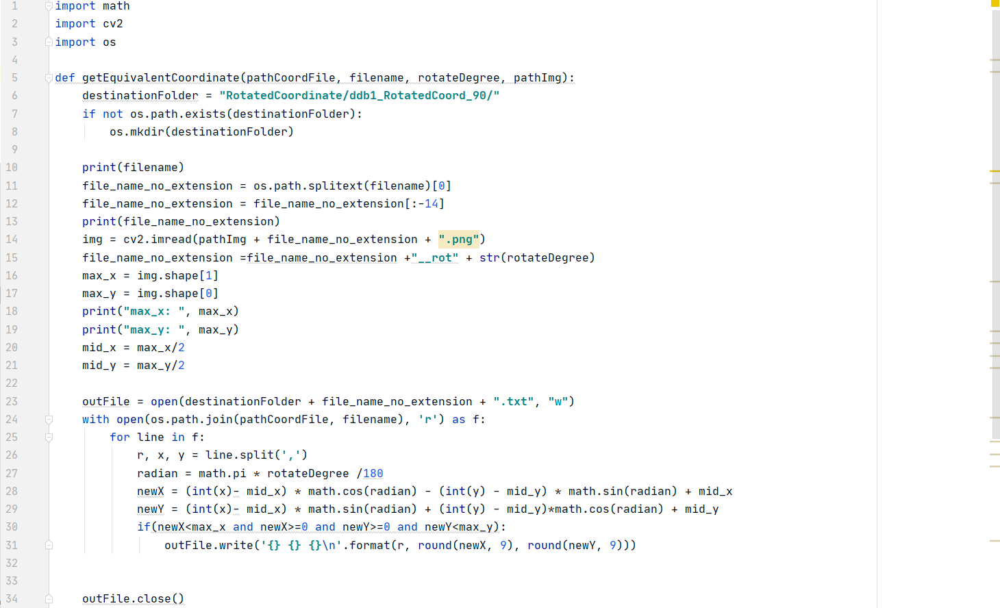 1 import math
2 import cv2
3 import os
4
5 def getEquivalentCoordinate(pathCoordFile, filename, rotateDegree, pathImg):
6     destinationFolder = "RotatedCoordinate/ddb1_RotatedCoord_90/"
7     if not os.path.exists(destinationFolder):
8         os.mkdir(destinationFolder)
9
10     print(filename)
11     file_name_no_extension = os.path.splitext(filename)[0]
12     file_name_no_extension = file_name_no_extension[:-14]
13     print(file_name_no_extension)
14     img = cv2.imread(pathImg + file_name_no_extension + ".png")
15     file_name_no_extension =file_name_no_extension +"__rot" + str(rotateDegree)
16     max_x = img.shape[1]
17     max_y = img.shape[0]
18     print("max_x: ", max_x)
19     print("max_y: ", max_y)
20     mid_x = max_x/2
21     mid_y = max_y/2
22
23     outFile = open(destinationFolder + file_name_no_extension + ".txt", "w")
24     with open(os.path.join(pathCoordFile, filename), 'r') as f:
25         for line in f:
26             r, x, y = line.split(',')
27             radian = math.pi * rotateDegree /180
28             newX = (int(x)- mid_x) * math.cos(radian) - (int(y) - mid_y) * math.sin(radian) + mid_x
29             newY = (int(x)- mid_x) * math.sin(radian) + (int(y) - mid_y)*math.cos(radian) + mid_y
30             if(newX<max_x and newX>=0 and newY>=0 and newY<max_y):
31                 outFile.write('{} {} {}\n'.format(r, round(newX, 9), round(newY, 9)))
32
33
34     outFile.close()